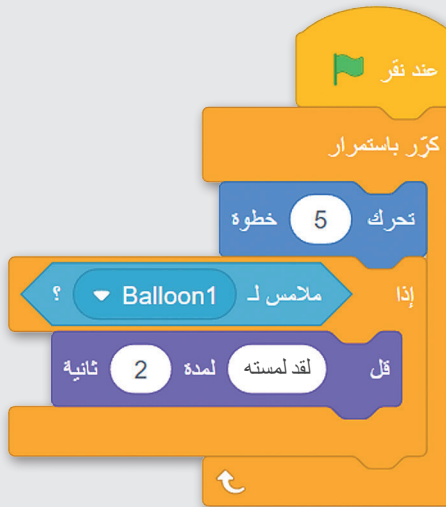 عند نقر
كرّر باستمرار
تحرك 5 خطوة
إذا ملامس لـ Balloon1 ؟
قل لقد لمسته لمدة 2 ثانية